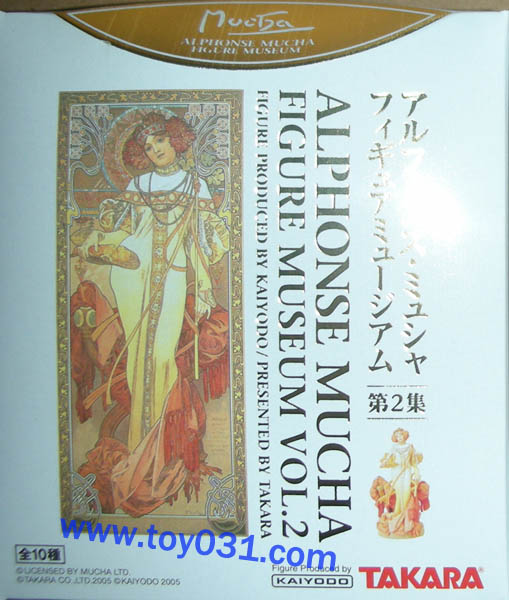 Mucha
ALPHONSE MUCHA
FIGURE MUSEUM
アルフォンス・ミュシャ
フィギュアミュージアム
第2集
ALPHONSE MUCHA
FIGURE MUSEUM VOL.2
FIGURE PRODUCED BY KAIYODO/PRESENTED BY TAKARA
www.toy031.com
全10種
©LICENSED BY MUCHA LTD.
©TAKARA CO.,LTD.2005 ©KAIYODO 2005
Figure Produced by
KAIYODO
TAKARA